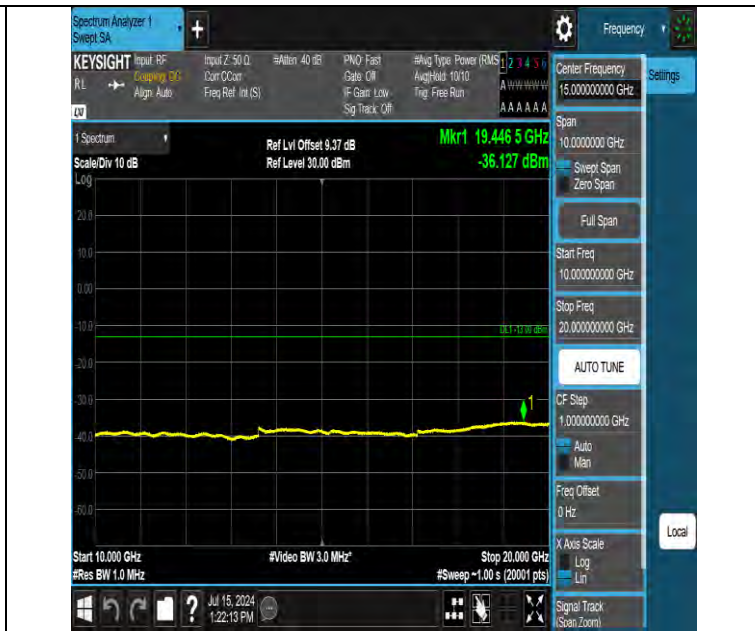 Spectrum Analyzer 1
Swept SA
+
Frequency
KEYSIGHT
RL
Input: RF
Coupling: DC
Align: Auto
Input Z: 50 Ω
Corr CCorr
Freq Ref: Int (S)
#Atten: 40 dB
PNO: Fast
Gate: Off
IF Gain: Low
Sig Track: Off
#Avg Type: Power (RMS
Avg|Hold: 10/10
Trig: Free Run
1 2 3 4 5 6
A W W W W W
A A A A A A
LXI
1 Spectrum
Scale/Div 10 dB
Ref Lvl Offset 9.37 dB
Ref Level 30.00 dBm
Mkr1 19.446 5 GHz
-36.127 dBm
Log
20.0
10.0
0.00
-10.0
DL1 -13.00 dBm
-20.0
-30.0
1
-40.0
-50.0
-60.0
Start 10.000 GHz
#Res BW 1.0 MHz
#Video BW 3.0 MHz*
Stop 20.000 GHz
#Sweep ~1.00 s (20001 pts)
?
Jul 15, 2024
1:22:13 PM
Center Frequency
15.000000000 GHz
Settings
Span
10.0000000 GHz
Swept Span
Zero Span
Full Span
Start Freq
10.000000000 GHz
Stop Freq
20.000000000 GHz
AUTO TUNE
CF Step
1.000000000 GHz
Auto
Man
Freq Offset
0 Hz
X Axis Scale
Log
Lin
Local
Signal Track
(Span Zoom)